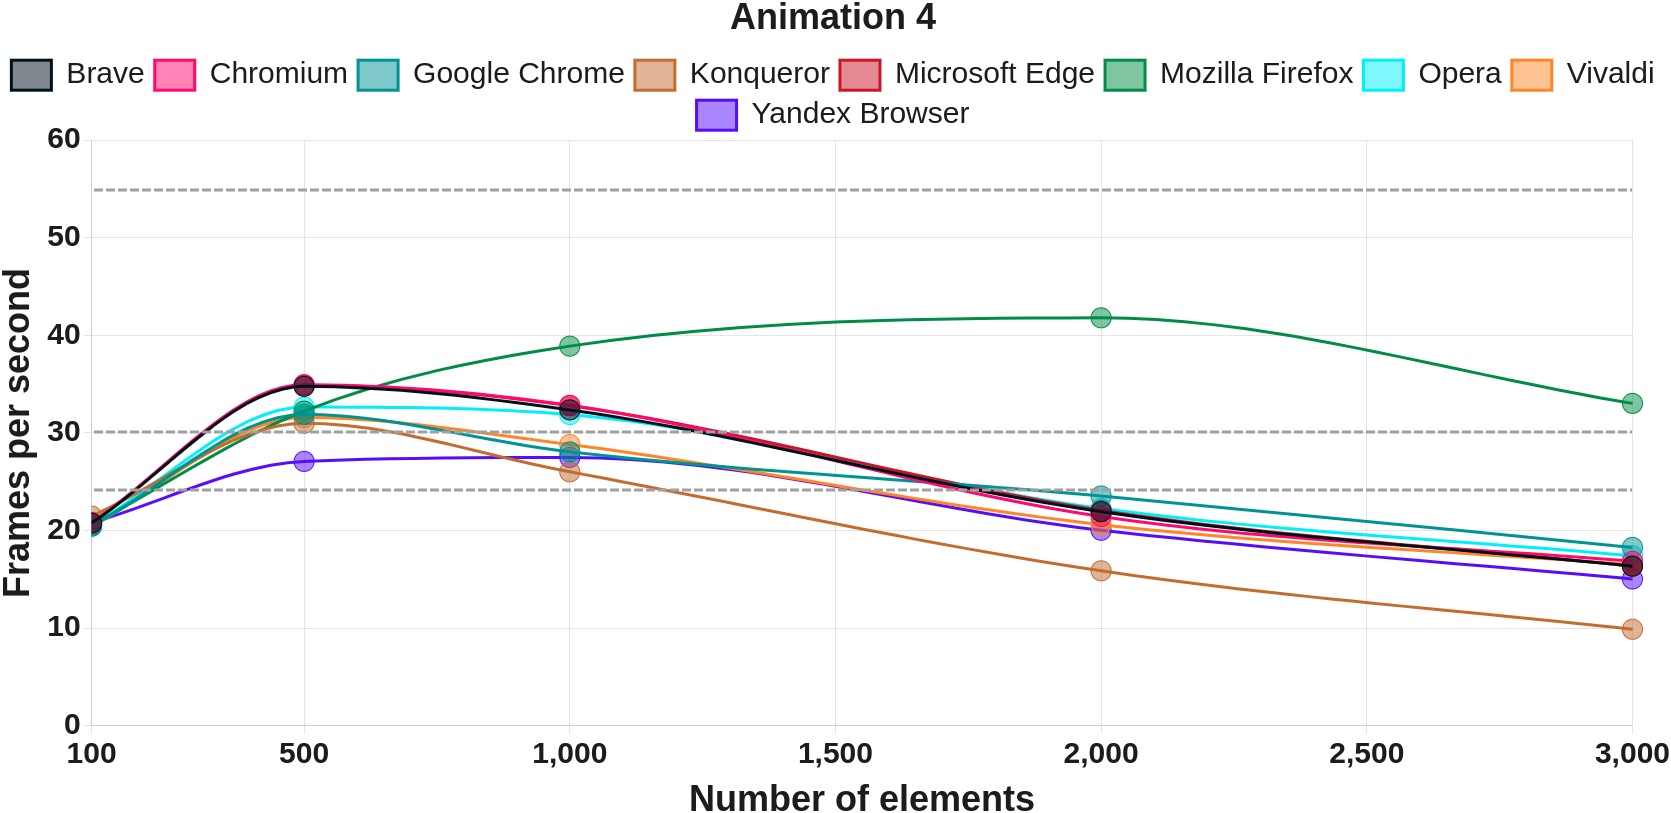 Animation 4
Brave Chromium Google Chrome Konqueror Microsoft Edge Mozilla Firefox Opera Vivaldi
Yandex Browser
60
50
40
30
20
10
0
Frames per second
100 500 1,000 1,500 2,000 2,500 3,000
Number of elements